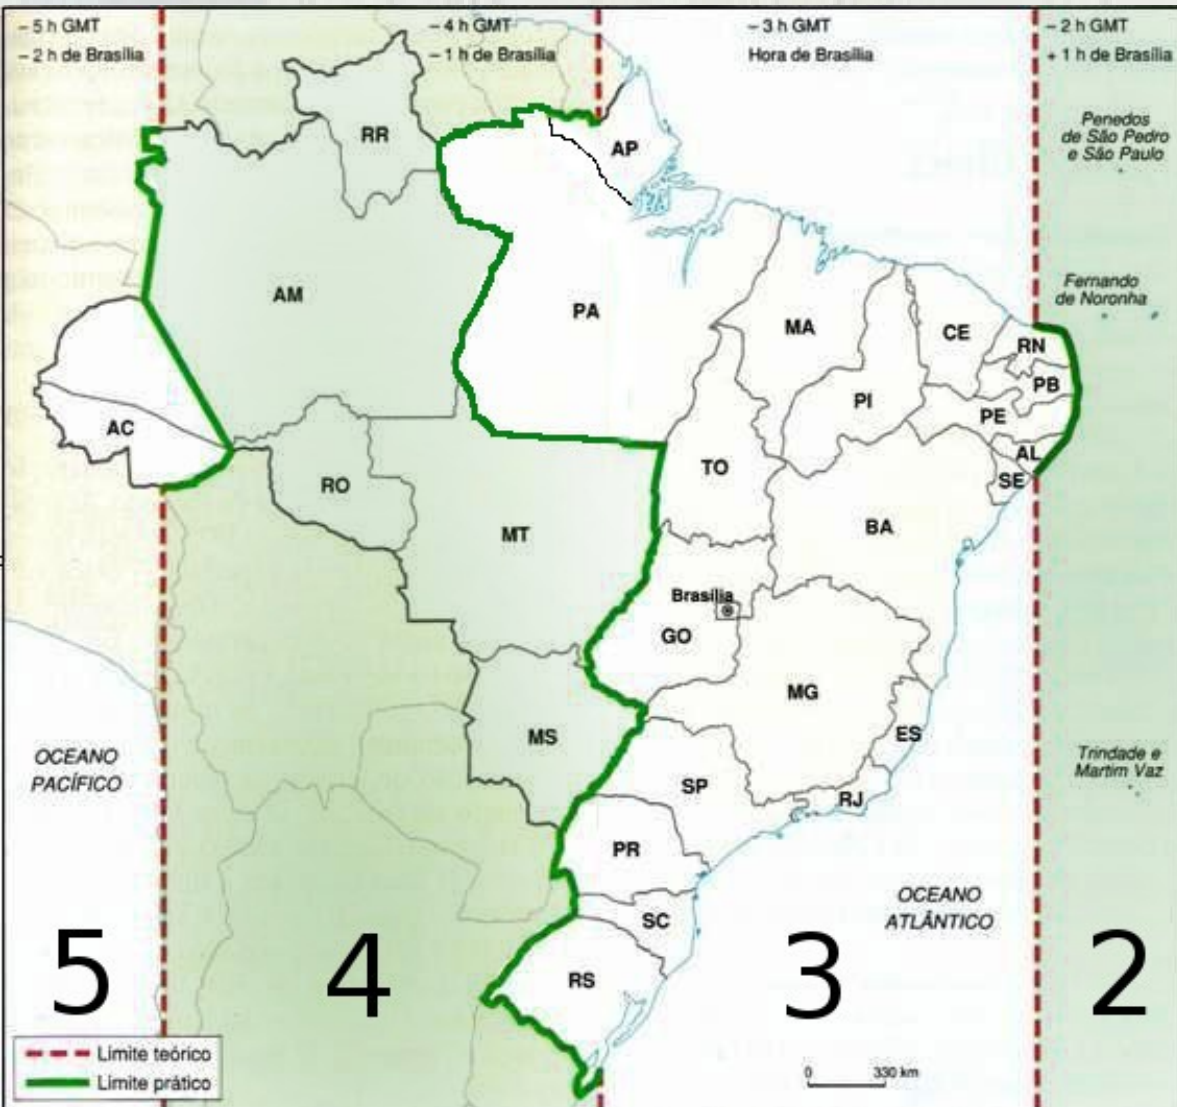 – 5 h GMT
– 2 h de Brasília
– 4 h GMT
– 1 h de Brasília
– 3 h GMT
Hora de Brasília
– 2 h GMT
+ 1 h de Brasília
Penedos
de São Pedro
e São Paulo
RR
AP
Fernando
de Noronha
AM
PA
MA
CE
RN
PB
PI
PE
AC
AL
TO
SE
RO
BA
MT
Brasília
GO
MG
ES
MS
OCEANO
PACÍFICO
Trindade e
Martim Vaz
SP
RJ
PR
OCEANO
ATLÂNTICO
SC
RS
5
4
3
2
Limite teórico
Limite prático
0 330 km